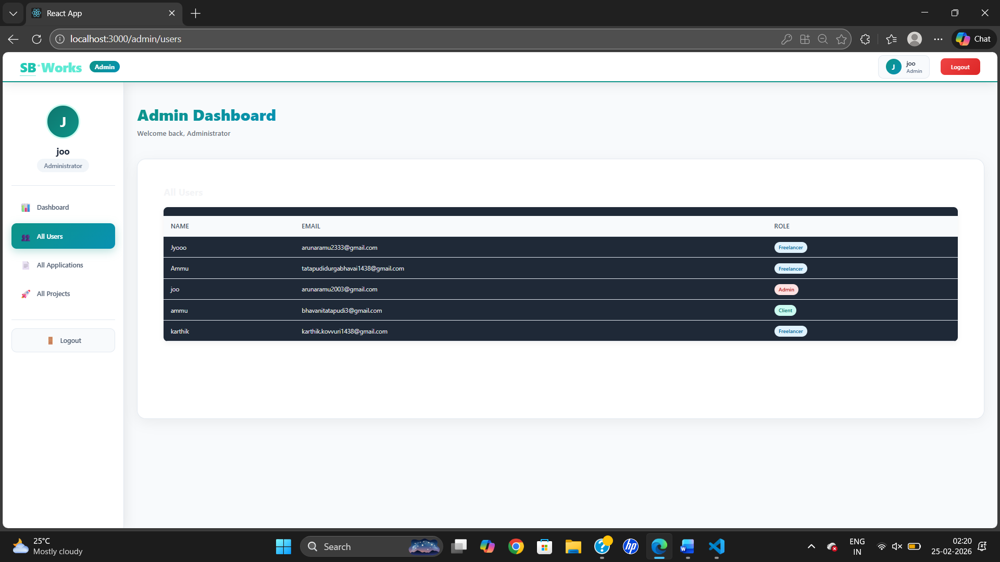 React App
localhost:3000/admin/users
Chat
SB Works
Admin
J
joo
Admin
Logout
J
joo
Administrator
Dashboard
All Users
All Applications
All Projects
Logout
Admin Dashboard
Welcome back, Administrator
All Users
NAME EMAIL ROLE
Jyooo arunaramu2333@gmail.com Freelancer
Ammu tatapudidurgabhavai1438@gmail.com Freelancer
joo arunaramu2003@gmail.com Admin
ammu bhavanitatapudi3@gmail.com Client
karthik karthik.kovvuri1438@gmail.com Freelancer
25°C
Mostly cloudy
Search
hp
W
ENG
IN
02:20
25-02-2026